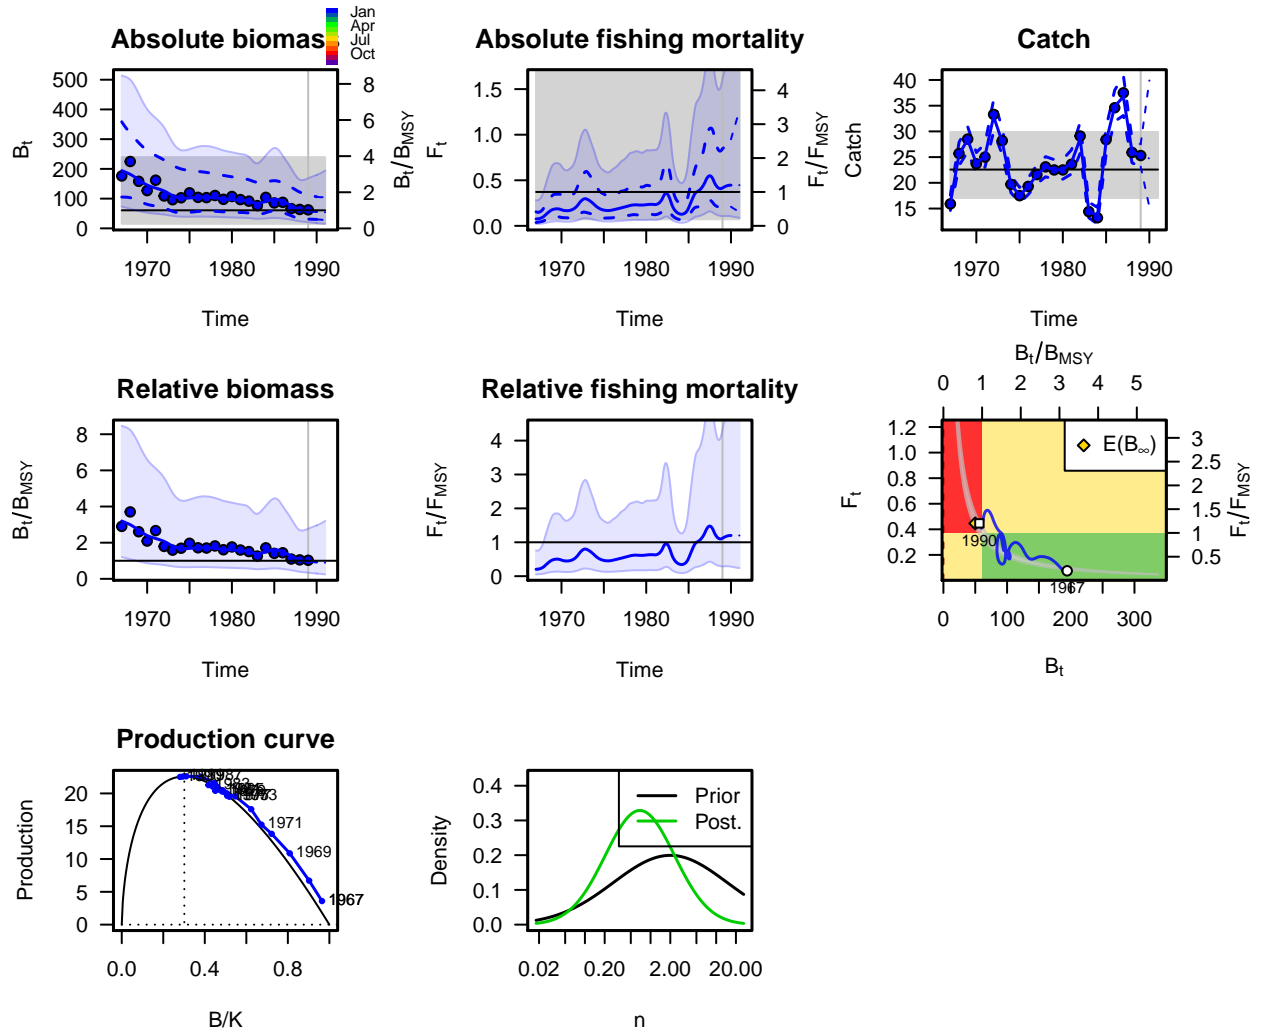 Jan
Apr
Jul
Oct
Absolute biomass
500
400
300
200
100
0
8
6
4
2
0
1970
1980
1990
Bt
Bt/BMSY
Time
Absolute fishing mortality
1.5
1.0
0.5
0.0
4
3
2
1
0
1970
1980
1990
Ft
Ft/FMSY
Time
Catch
40
35
30
25
20
15
1970
1980
1990
Catch
Time
Relative biomass
8
6
4
2
0
1970
1980
1990
Bt/BMSY
Time
Relative fishing mortality
4
3
2
1
0
1970
1980
1990
Ft/FMSY
Time
Bt/BMSY
0 1 2 3 4 5
1.2
1.0
0.8
0.6
0.4
0.2
3
2.5
2
1.5
1
0.5
E(B∞)
1990
1967
0 100 200 300
Ft
Ft/FMSY
Bt
Production curve
20
15
10
5
0
1971
1969
1967
0.0 0.4 0.8
Production
B/K
0.4
0.3
0.2
0.1
0.0
Prior
Post.
0.02 0.20 2.00 20.00
Density
n